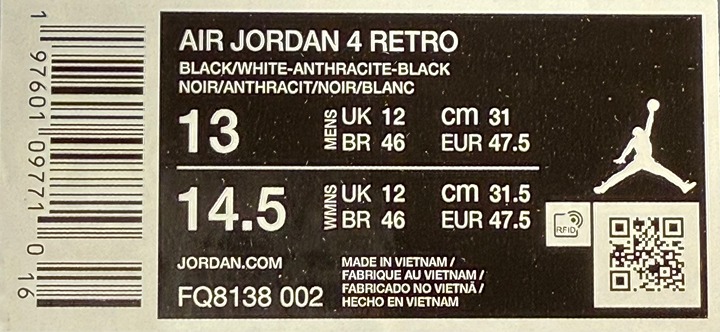 1 97601 09771 0 16
AIR JORDAN 4 RETRO
BLACK/WHITE-ANTHRACITE-BLACK
NOIR/ANTHRACIT/NOIR/BLANC
13 MENS UK 12 CM 31
BR 46 EUR 47.5
14.5 WMNS UK 12 CM 31.5
BR 46 EUR 47.5
RFID
JORDAN.COM
FQ8138 002
MADE IN VIETNAM /
FABRIQUE AU VIETNAM /
FABRICADO NO VIETNÃ /
HECHO EN VIETNAM